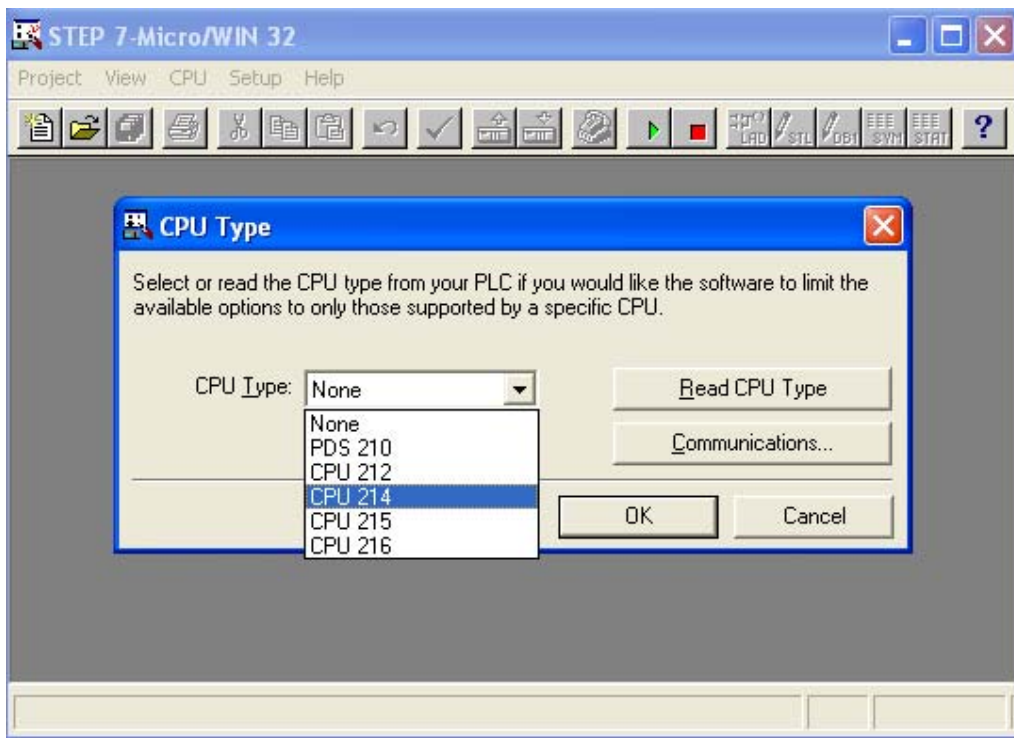 STEP 7-Micro/WIN 32
Project View CPU Setup Help
LAD STL DB1 SYM STAT ?
CPU Type
Select or read the CPU type from your PLC if you would like the software to limit the
available options to only those supported by a specific CPU.
CPU Type: None
Read CPU Type
None
PDS 210
CPU 212
CPU 214
CPU 215
CPU 216
Communications...
OK Cancel